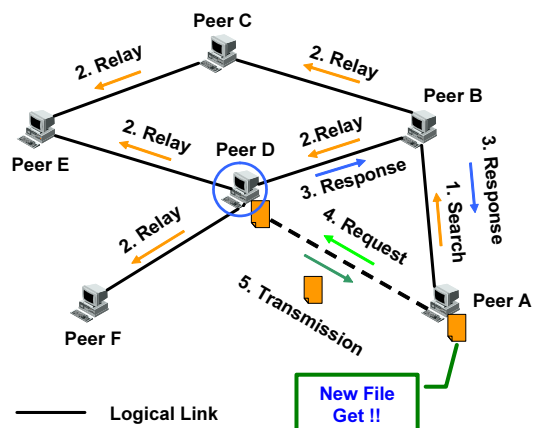 Peer C
2. Relay
2. Relay
Peer B
2. Relay
2.Relay
Peer E
Peer D
3. Response
3. Response
1. Search
2. Relay
4. Request
5. Transmission
Peer A
Peer F
New File
Get !!
Logical Link